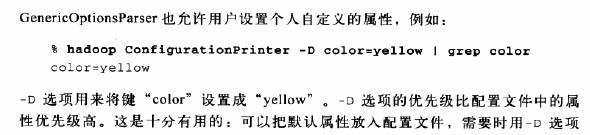 GenericOptionsParser 也允许用户设置个人自定义的属性，例如：
% hadoop ConfigurationPrinter -D color=yellow | grep color
color=yellow
-D 选项用来将键“color”设置成“yellow”。-D 选项的优先级比配置文件中的属
性优先级高。这是十分有用的：可以把默认属性放入配置文件，需要时用-D 选项